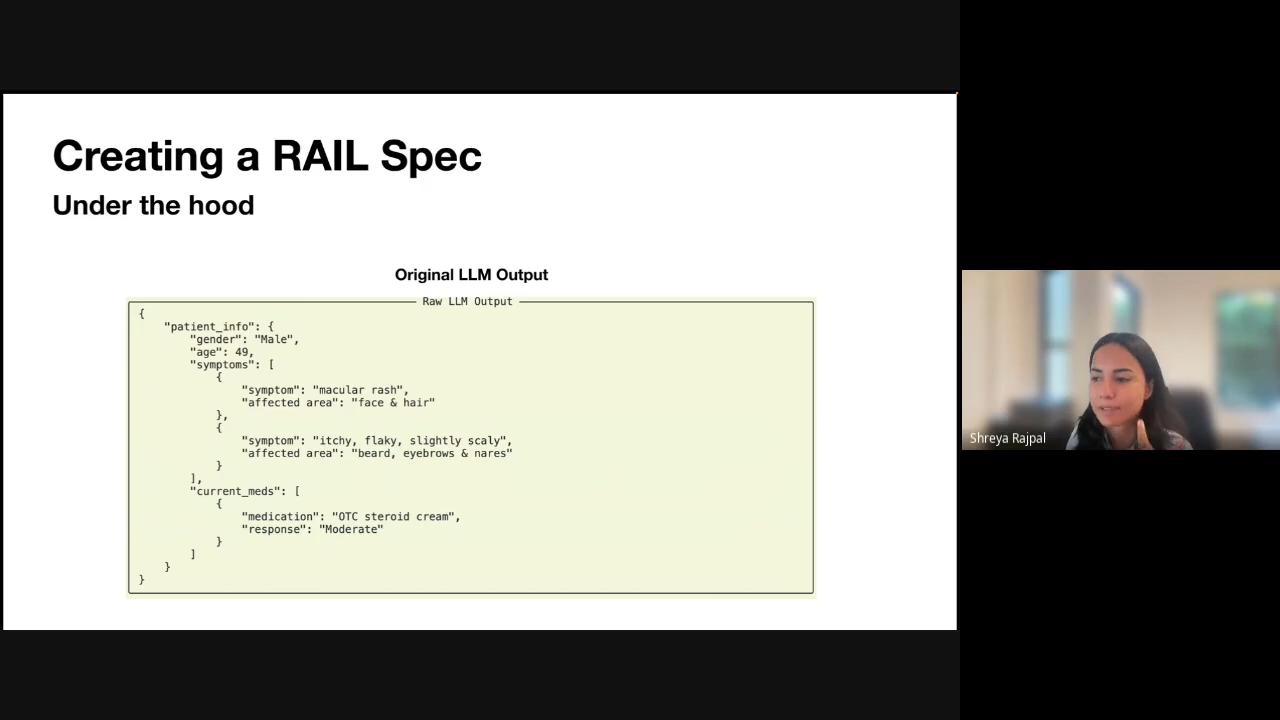 Creating a RAIL Spec
Under the hood
Original LLM Output
Raw LLM Output
{
    "patient_info": {
        "gender": "Male",
        "age": 49,
        "symptoms": [
            {
                "symptom": "macular rash",
                "affected area": "face & hair"
            },
            {
                "symptom": "itchy, flaky, slightly scaly",
                "affected area": "beard, eyebrows & nares"
            }
        ],
        "current_meds": [
            {
                "medication": "OTC steroid cream",
                "response": "Moderate"
            }
        ]
    }
}
Shreya Rajpal